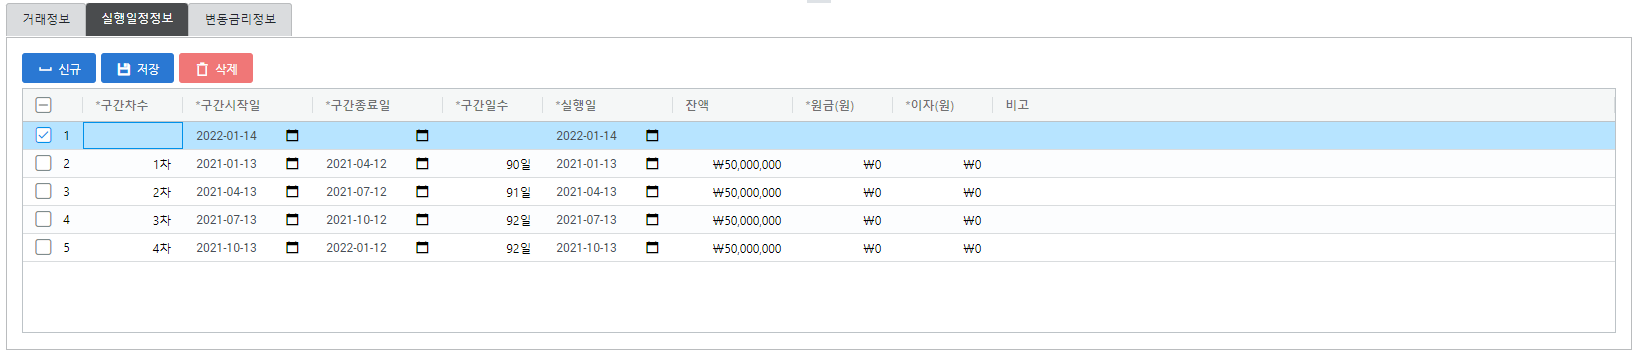 거래정보 실행일정정보 변동금리정보
신규 저장 삭제
*구간차수 *구간시작일 *구간종료일 *구간일수 *실행일 잔액 *원금(원) *이자(원) 비고
1 2022-01-14 2022-01-14
2 1차 2021-01-13 2021-04-12 90일 2021-01-13 ₩50,000,000 ₩0 ₩0
3 2차 2021-04-13 2021-07-12 91일 2021-04-13 ₩50,000,000 ₩0 ₩0
4 3차 2021-07-13 2021-10-12 92일 2021-07-13 ₩50,000,000 ₩0 ₩0
5 4차 2021-10-13 2022-01-12 92일 2021-10-13 ₩50,000,000 ₩0 ₩0